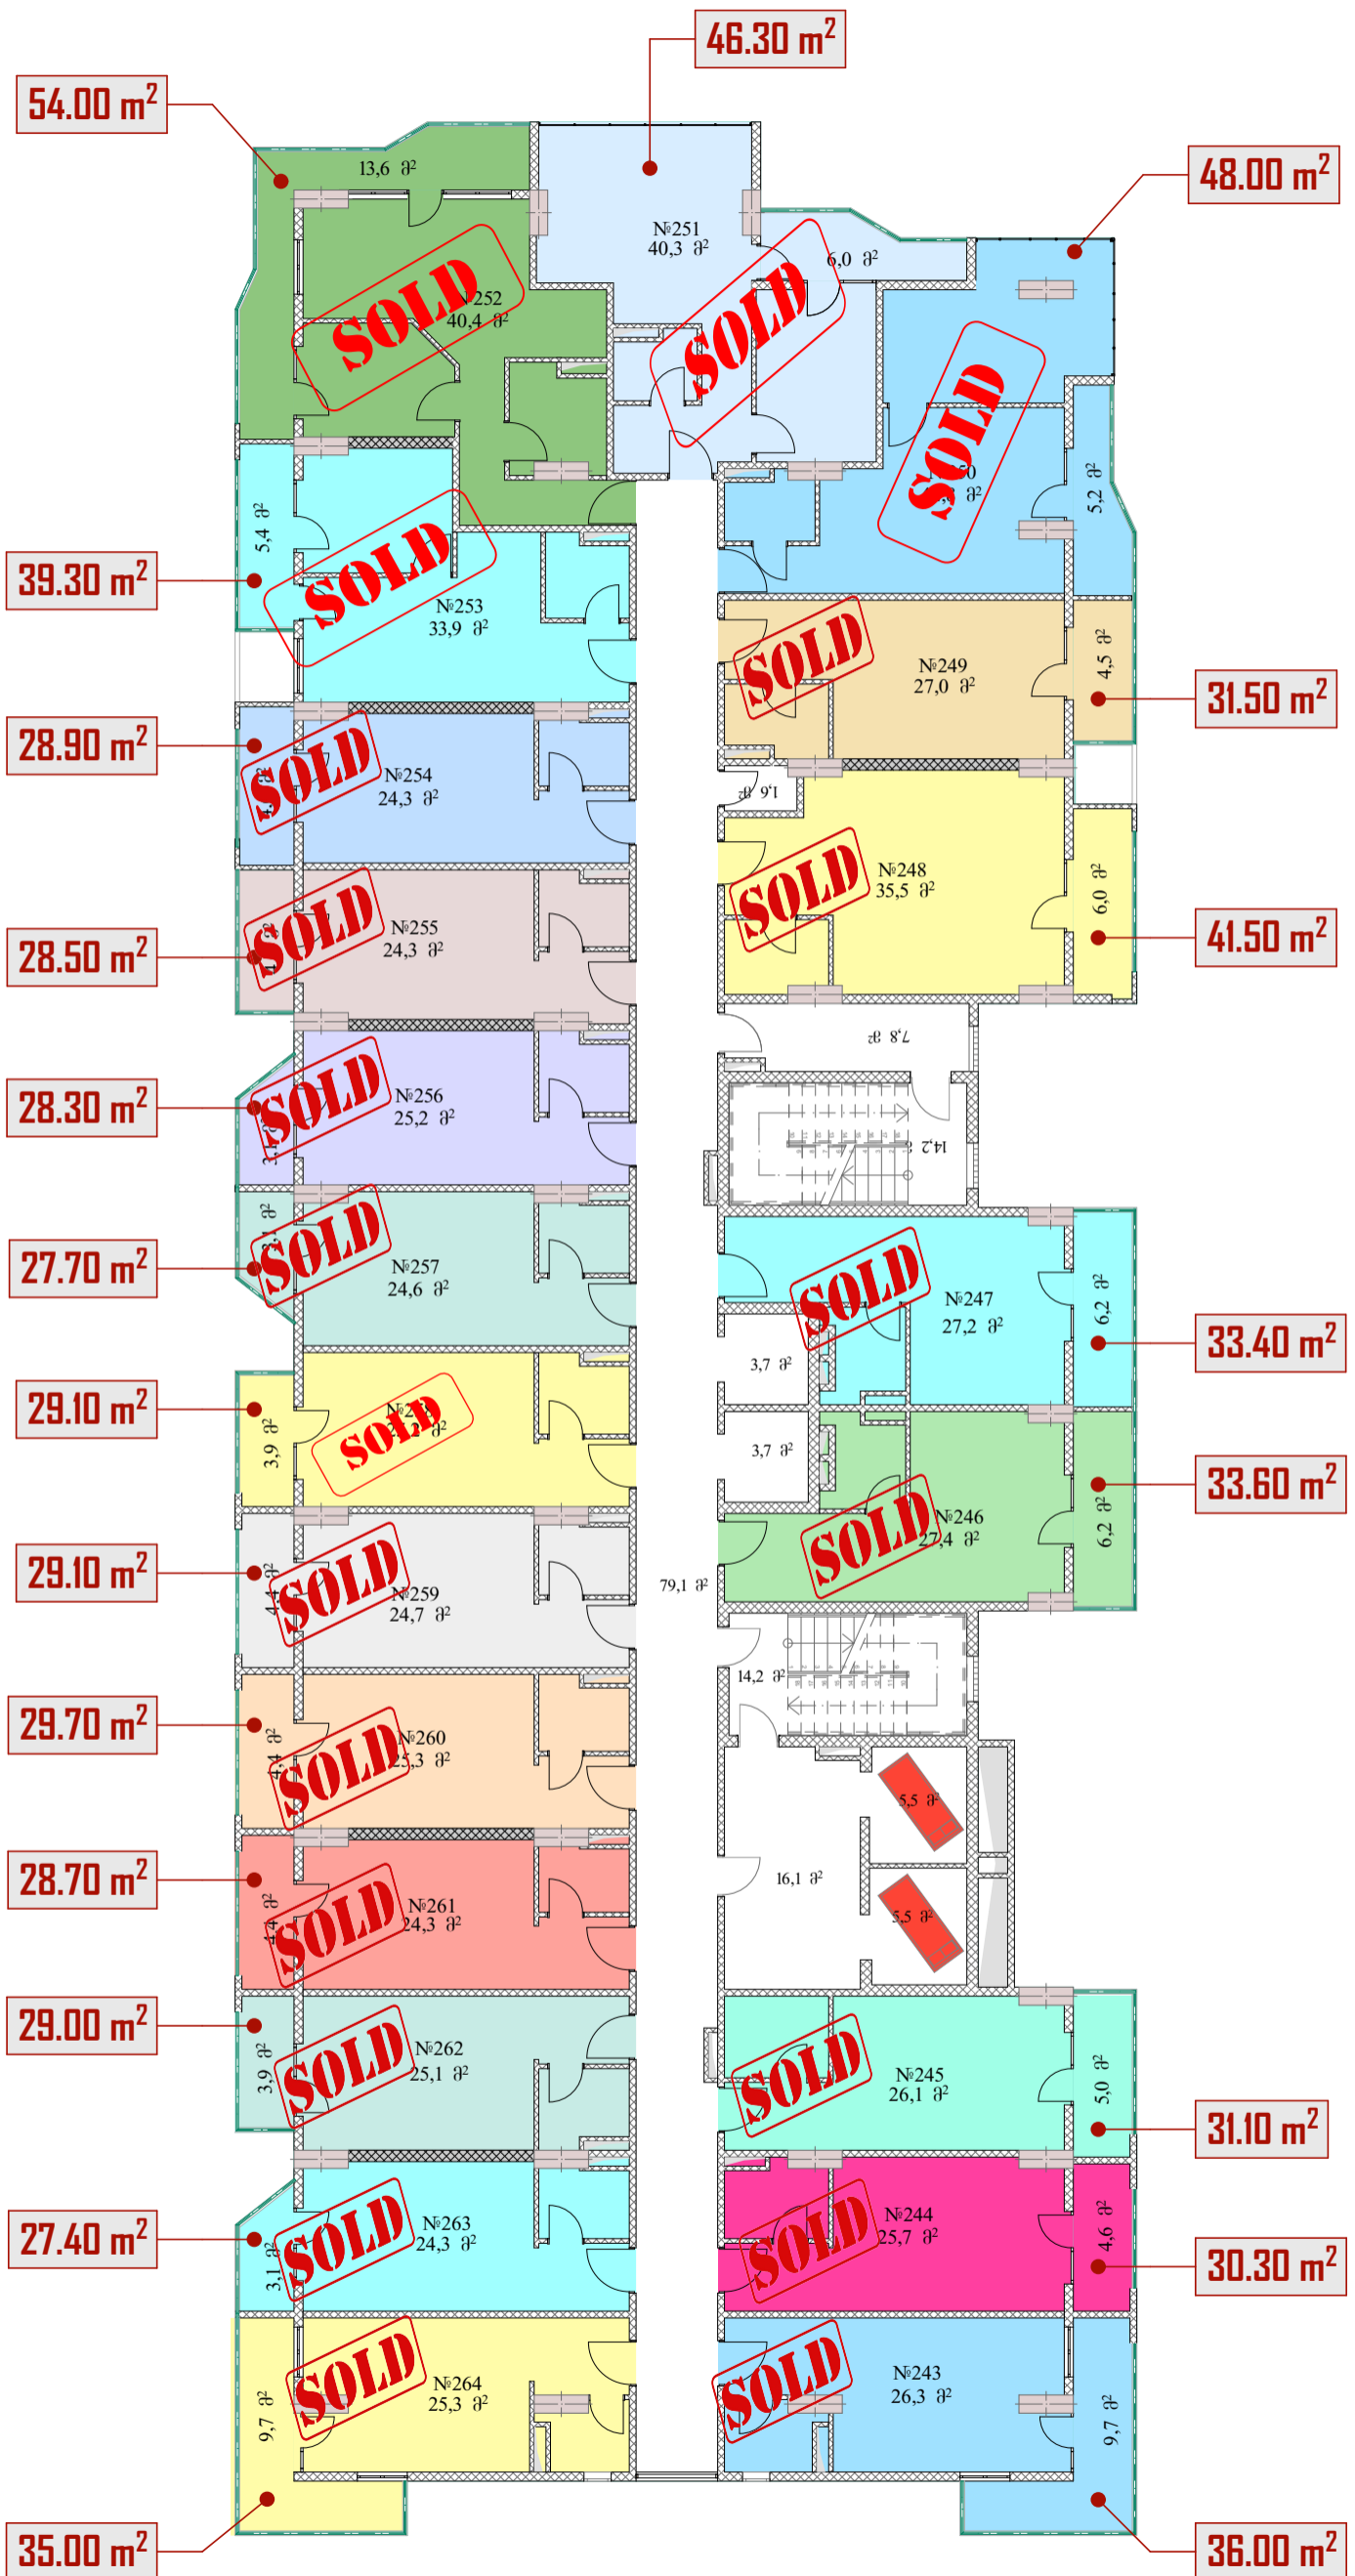 46.30 m²
54.00 m²
13,6 მ²
48.00 m²
№251
40,3 მ²
6,0 მ²
SOLD
40,4 მ²
SOLD
SOLD
5,2 მ²
5,4 მ²
SOLD
39.30 m²
№253
33,9 მ²
SOLD
4,5 მ²
№249
27,0 მ²
31.50 m²
28.90 m²
SOLD
№254
24,3 მ²
1,6 მ²
SOLD
№248
35,5 მ²
6,0 მ²
41.50 m²
28.50 m²
SOLD
№255
24,3 მ²
7,8 მ²
28.30 m²
SOLD
№256
25,2 მ²
14,2
27.70 m²
SOLD
№257
24,6 მ²
SOLD
№247
27,2 მ²
6,2 მ²
33.40 m²
3,7 მ²
29.10 m²
3,9 მ²
SOLD
3,7 მ²
33.60 m²
SOLD
№246
27,4 მ²
6,2 მ²
29.10 m²
4,4 მ²
SOLD
№259
24,7 მ²
79,1 მ²
14,2 მ²
29.70 m²
4,4 მ²
SOLD
№260
25,3 მ²
5,5 მ²
28.70 m²
4,4 მ²
SOLD
№261
24,3 მ²
16,1 მ²
5,5 მ²
29.00 m²
3,9 მ²
SOLD
№262
25,1 მ²
SOLD
№245
26,1 მ²
5,0 მ²
31.10 m²
27.40 m²
3,1 მ²
SOLD
№263
24,3 მ²
SOLD
№244
25,7 მ²
4,6 მ²
30.30 m²
9,7 მ²
SOLD
№264
25,3 მ²
SOLD
№243
26,3 მ²
9,7 მ²
35.00 m²
36.00 m²